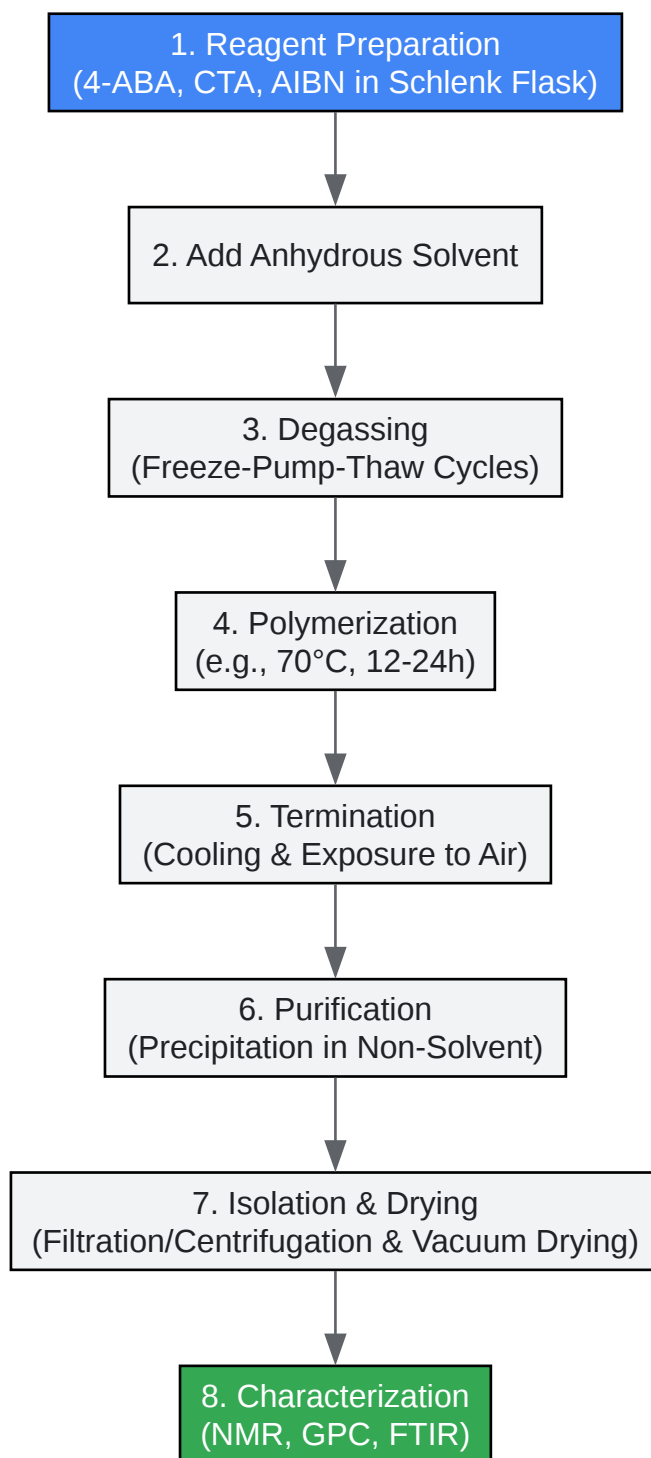 1. Reagent Preparation
(4-ABA, CTA, AIBN in Schlenk Flask)
2. Add Anhydrous Solvent
3. Degassing
(Freeze-Pump-Thaw Cycles)
4. Polymerization
(e.g., 70°C, 12-24h)
5. Termination
(Cooling & Exposure to Air)
6. Purification
(Precipitation in Non-Solvent)
7. Isolation & Drying
(Filtration/Centrifugation & Vacuum Drying)
8. Characterization
(NMR, GPC, FTIR)